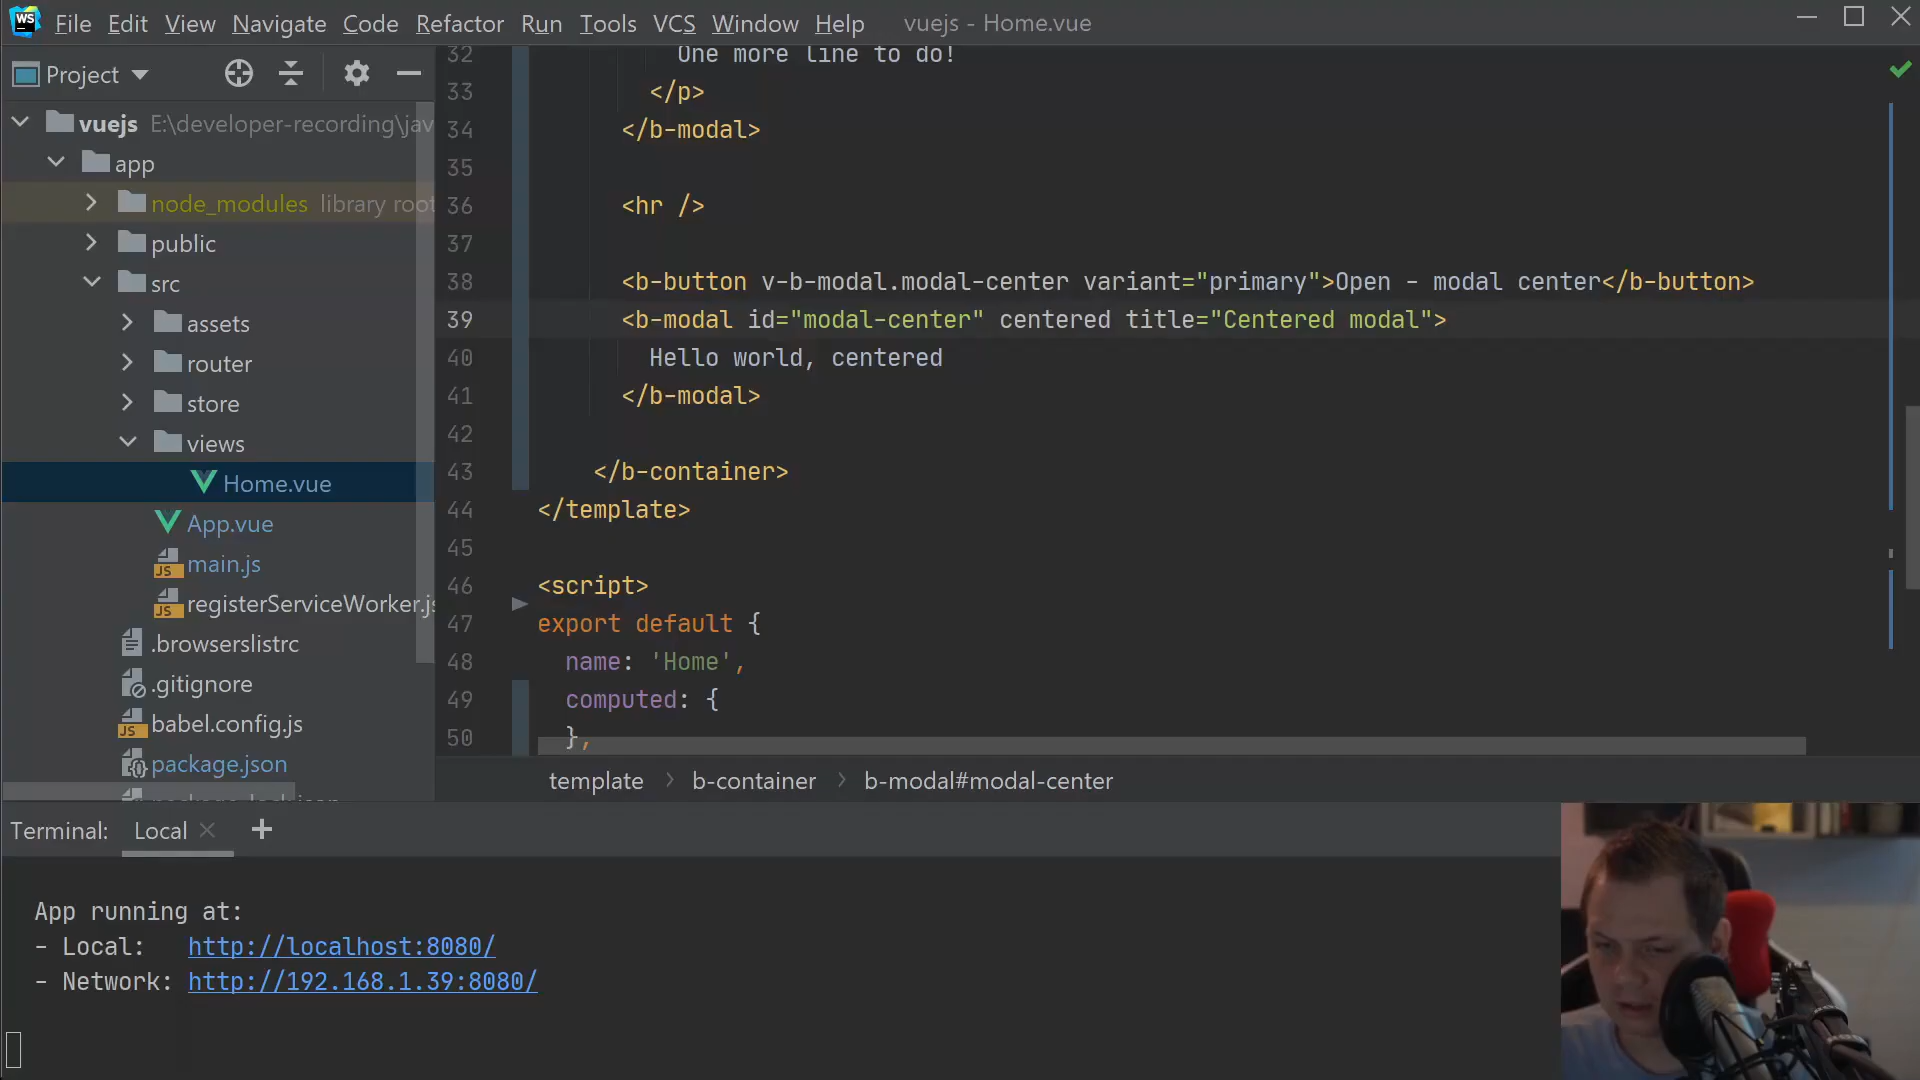 WS File Edit View Navigate Code Refactor Run Tools VCS Window Help vuejs - Home.vue
Project
vuejs E:\developer-recording\jav
app
node_modules library root
public
src
assets
router
store
views
Home.vue
App.vue
JS main.js
JS registerServiceWorker.js
.browserslistrc
.gitignore
JS babel.config.js
package.json
32 One more line to do!
33 </p>
34 </b-modal>
35
36 <hr />
37
38 <b-button v-b-modal.modal-center variant="primary">Open - modal center</b-button>
39 <b-modal id="modal-center" centered title="Centered modal">
40 Hello world, centered
41 </b-modal>
42
43 </b-container>
44 </template>
45
46 <script>
47 export default {
48 name: 'Home',
49 computed: {
50 },
template > b-container > b-modal#modal-center
Terminal: Local × +
App running at:
- Local: http://localhost:8080/
- Network: http://192.168.1.39:8080/